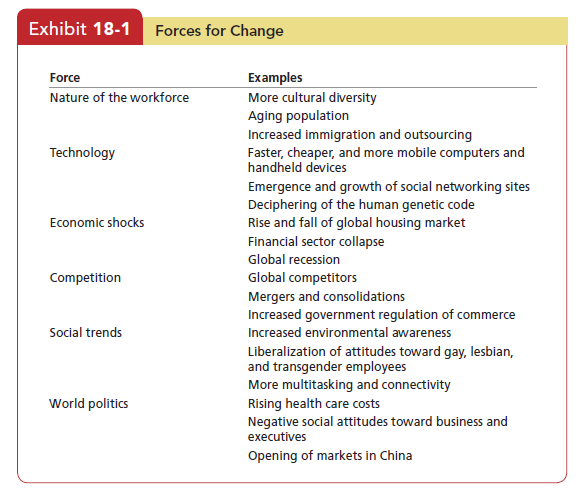 Exhibit 18-1 Forces for Change
Force Examples
Nature of the workforce More cultural diversity
Aging population
Increased immigration and outsourcing
Technology Faster, cheaper, and more mobile computers and
handheld devices
Emergence and growth of social networking sites
Deciphering of the human genetic code
Economic shocks Rise and fall of global housing market
Financial sector collapse
Global recession
Competition Global competitors
Mergers and consolidations
Increased government regulation of commerce
Social trends Increased environmental awareness
Liberalization of attitudes toward gay, lesbian,
and transgender employees
More multitasking and connectivity
World politics Rising health care costs
Negative social attitudes toward business and
executives
Opening of markets in China